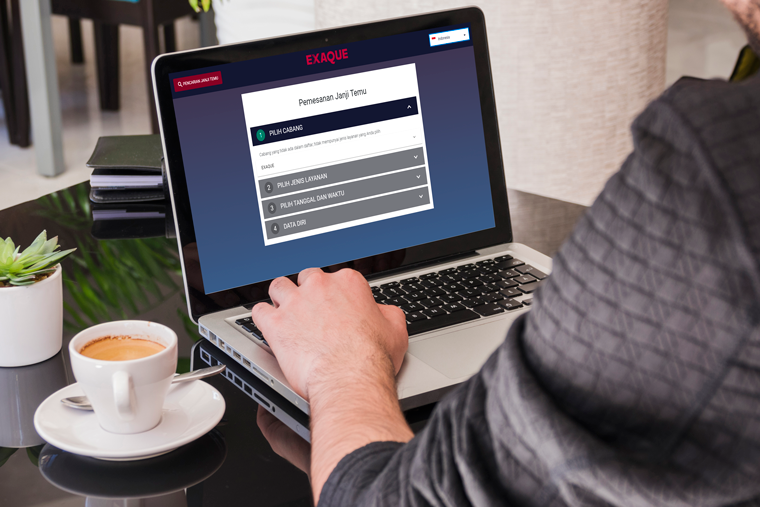 EXAQUE
Indonesia
PENCARIAN JANJI TEMU
Pemesanan Janji Temu
1 PILIH CABANG
Cabang yang tidak ada dalam daftar, tidak mempunyai jenis layanan yang Anda pilih
EXAQUE
2 PILIH JENIS LAYANAN
3 PILIH TANGGAL DAN WAKTU
4 DATA DIRI